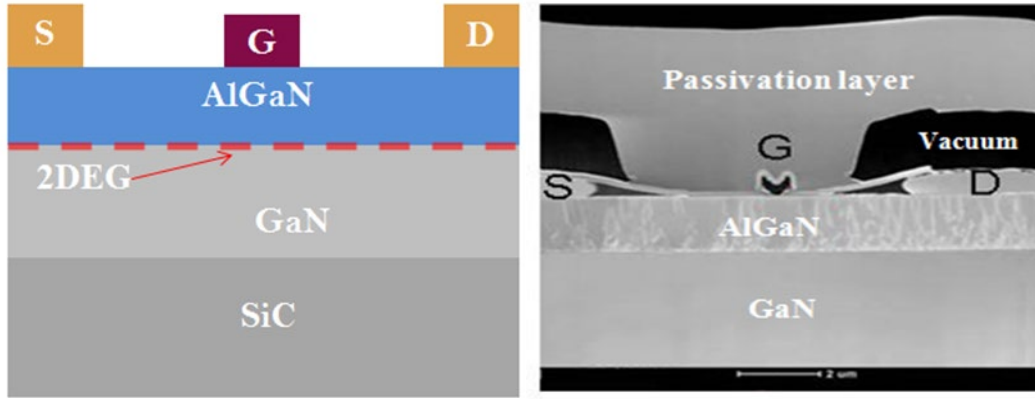 S
G
D
AlGaN
2DEG
GaN
SiC
Passivation layer
Vacuum
G
S
D
AlGaN
GaN
2 um